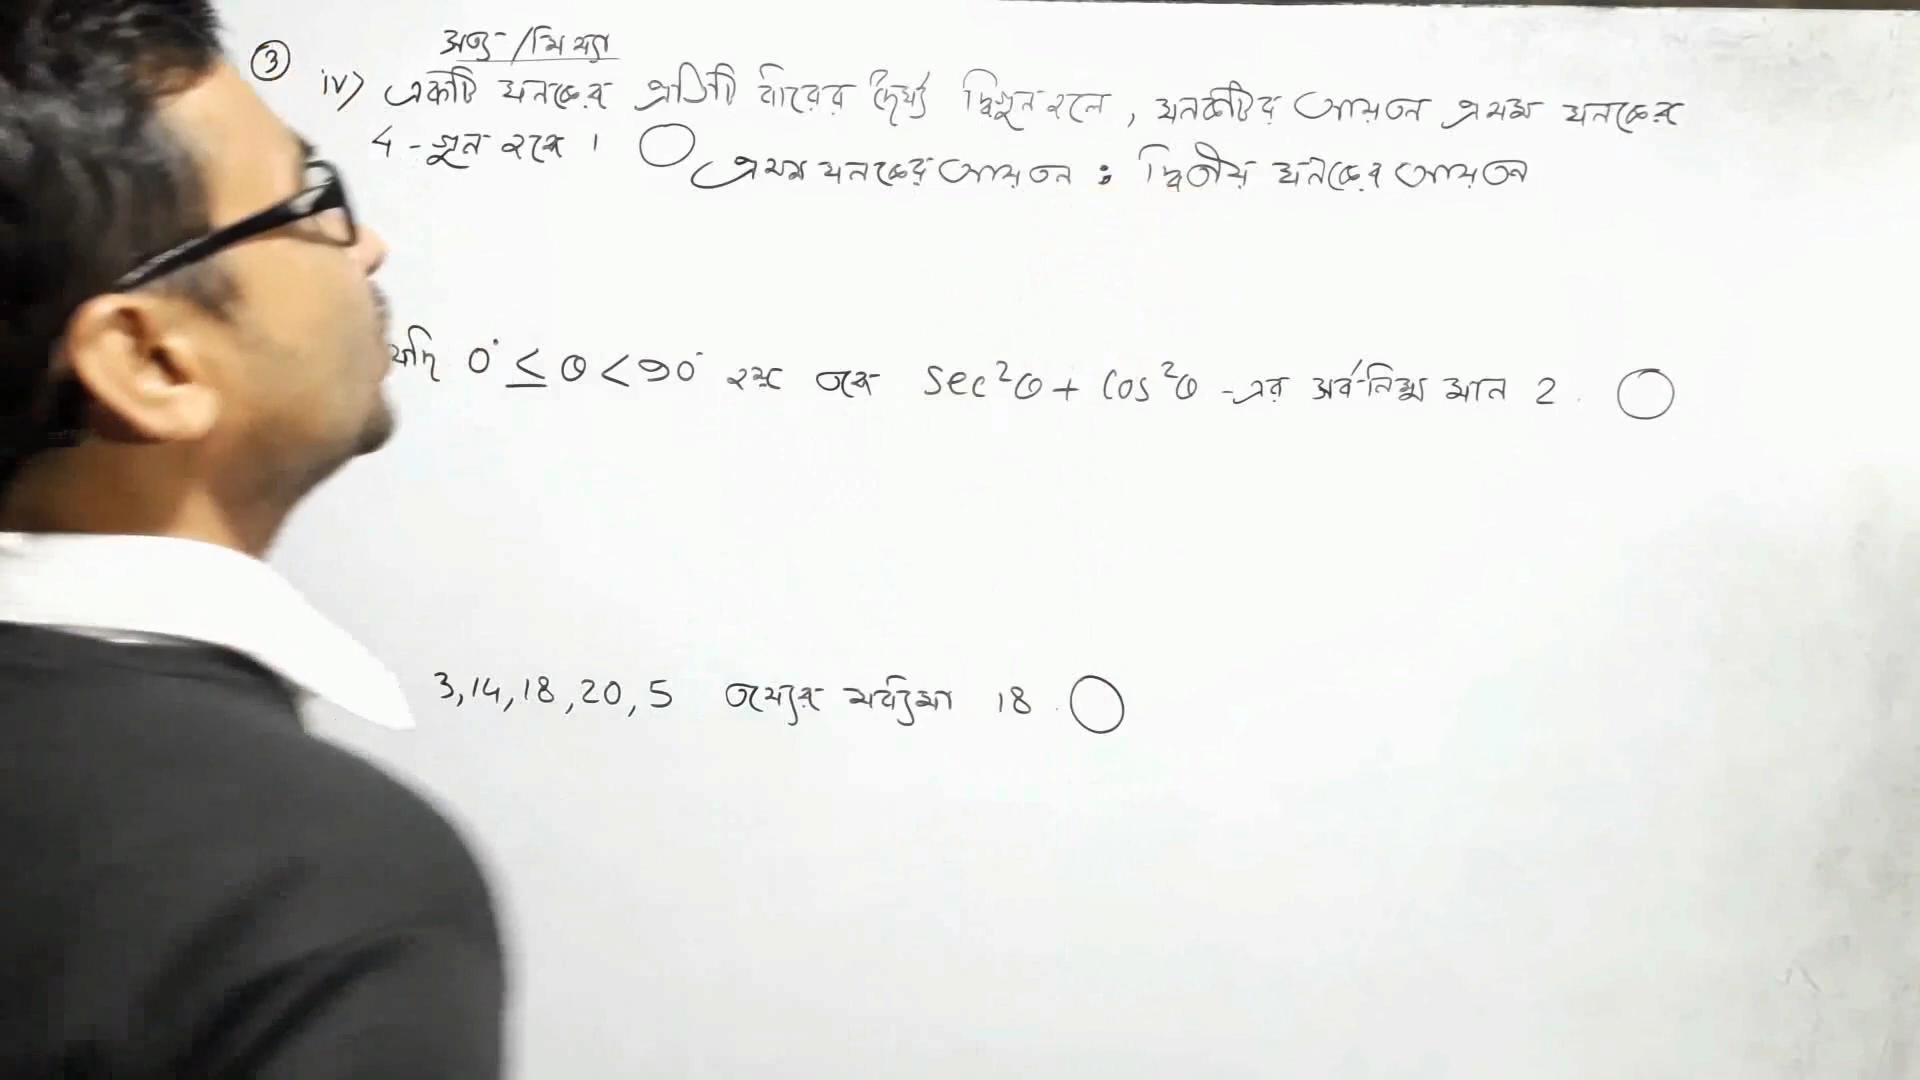 ③ সত্য/মিথ্যা
iv) একটি ঘনকের প্রতিটি ধারের দৈর্ঘ্য দ্বিগুন হলে, ঘনকটির আয়তন প্রথম ঘনকের
4-গুন হবে।
প্রথম ঘনকের আয়তন : দ্বিতীয় ঘনকের আয়তন
যদি 0° ≤ θ < 90° হয় তবে sec²θ + cos²θ -এর সর্বনিম্ন মান 2.
3, 14, 18, 20, 5 তথ্যের মধ্যমা 18.